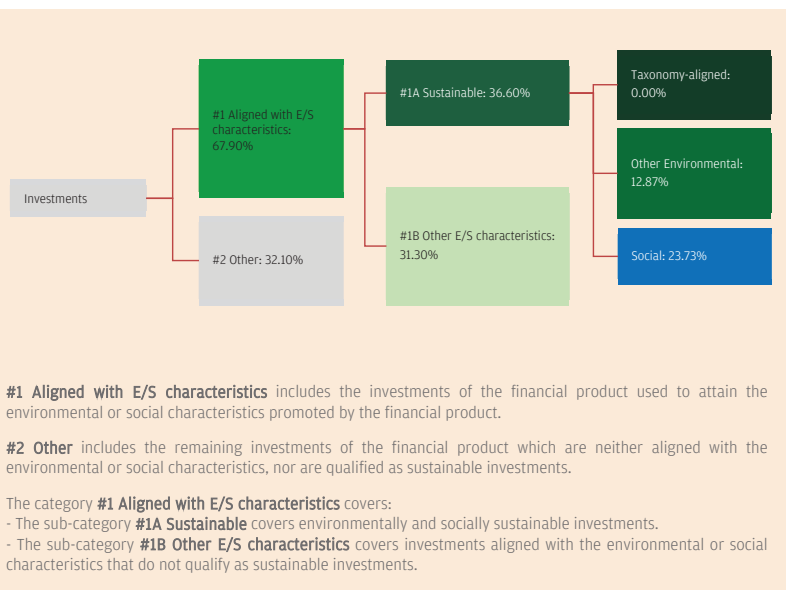 Investments
#1 Aligned with E/S
characteristics:
67.90%
#2 Other: 32.10%
#1A Sustainable: 36.60%
#1B Other E/S characteristics:
31.30%
Taxonomy-aligned:
0.00%
Other Environmental:
12.87%
Social: 23.73%
#1 Aligned with E/S characteristics includes the investments of the financial product used to attain the
environmental or social characteristics promoted by the financial product.
#2 Other includes the remaining investments of the financial product which are neither aligned with the
environmental or social characteristics, nor are qualified as sustainable investments.
The category #1 Aligned with E/S characteristics covers:
- The sub-category #1A Sustainable covers environmentally and socially sustainable investments.
- The sub-category #1B Other E/S characteristics covers investments aligned with the environmental or social
characteristics that do not qualify as sustainable investments.